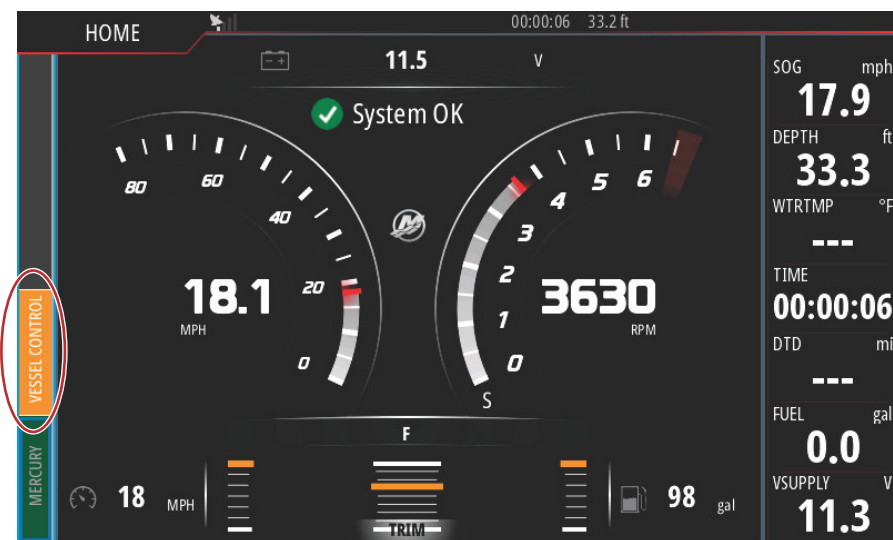 HOME
00:00:06 33.2 ft
11.5 V
System OK
80
60
40
20
0
18.1
MPH
6
5
4
3
2
1
0
S
3630
RPM
F
18 MPH
TRIM
98 gal
VESSEL CONTROL
MERCURY
SOG mph
17.9
DEPTH ft
33.3
WTRTMP °F
---
TIME
00:00:06
DTD mi
---
FUEL gal
0.0
VSUPPLY V
11.3